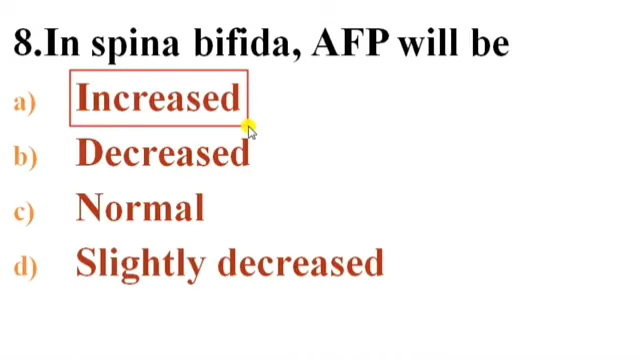 8.In spina bifida, AFP will be
a) Increased
b) Decreased
c) Normal
d) Slightly decreased